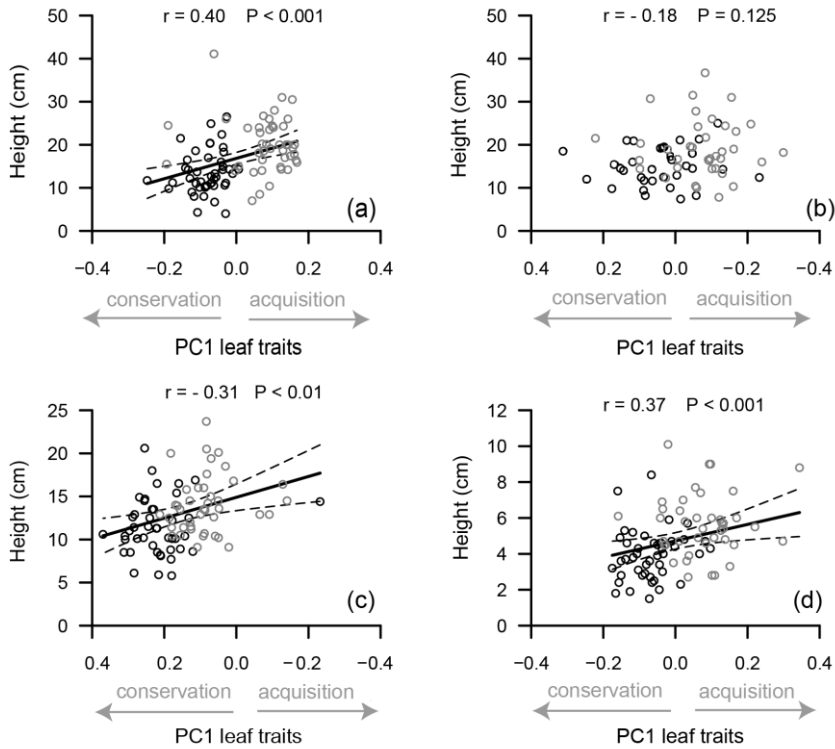 r = 0.40 P < 0.001
50
40
30
20
10
0
Height (cm)
(a)
−0.4 −0.2 0.0 0.2 0.4
conservation acquisition
PC1 leaf traits
r = - 0.18 P = 0.125
50
40
30
20
10
0
Height (cm)
(b)
0.4 0.2 0.0 −0.2 −0.4
conservation acquisition
PC1 leaf traits
r = - 0.31 P < 0.01
25
20
15
10
5
0
Height (cm)
(c)
0.4 0.2 0.0 −0.2 −0.4
conservation acquisition
PC1 leaf traits
r = 0.37 P < 0.001
12
10
8
6
4
2
0
Height (cm)
(d)
−0.4 −0.2 0.0 0.2 0.4
conservation acquisition
PC1 leaf traits